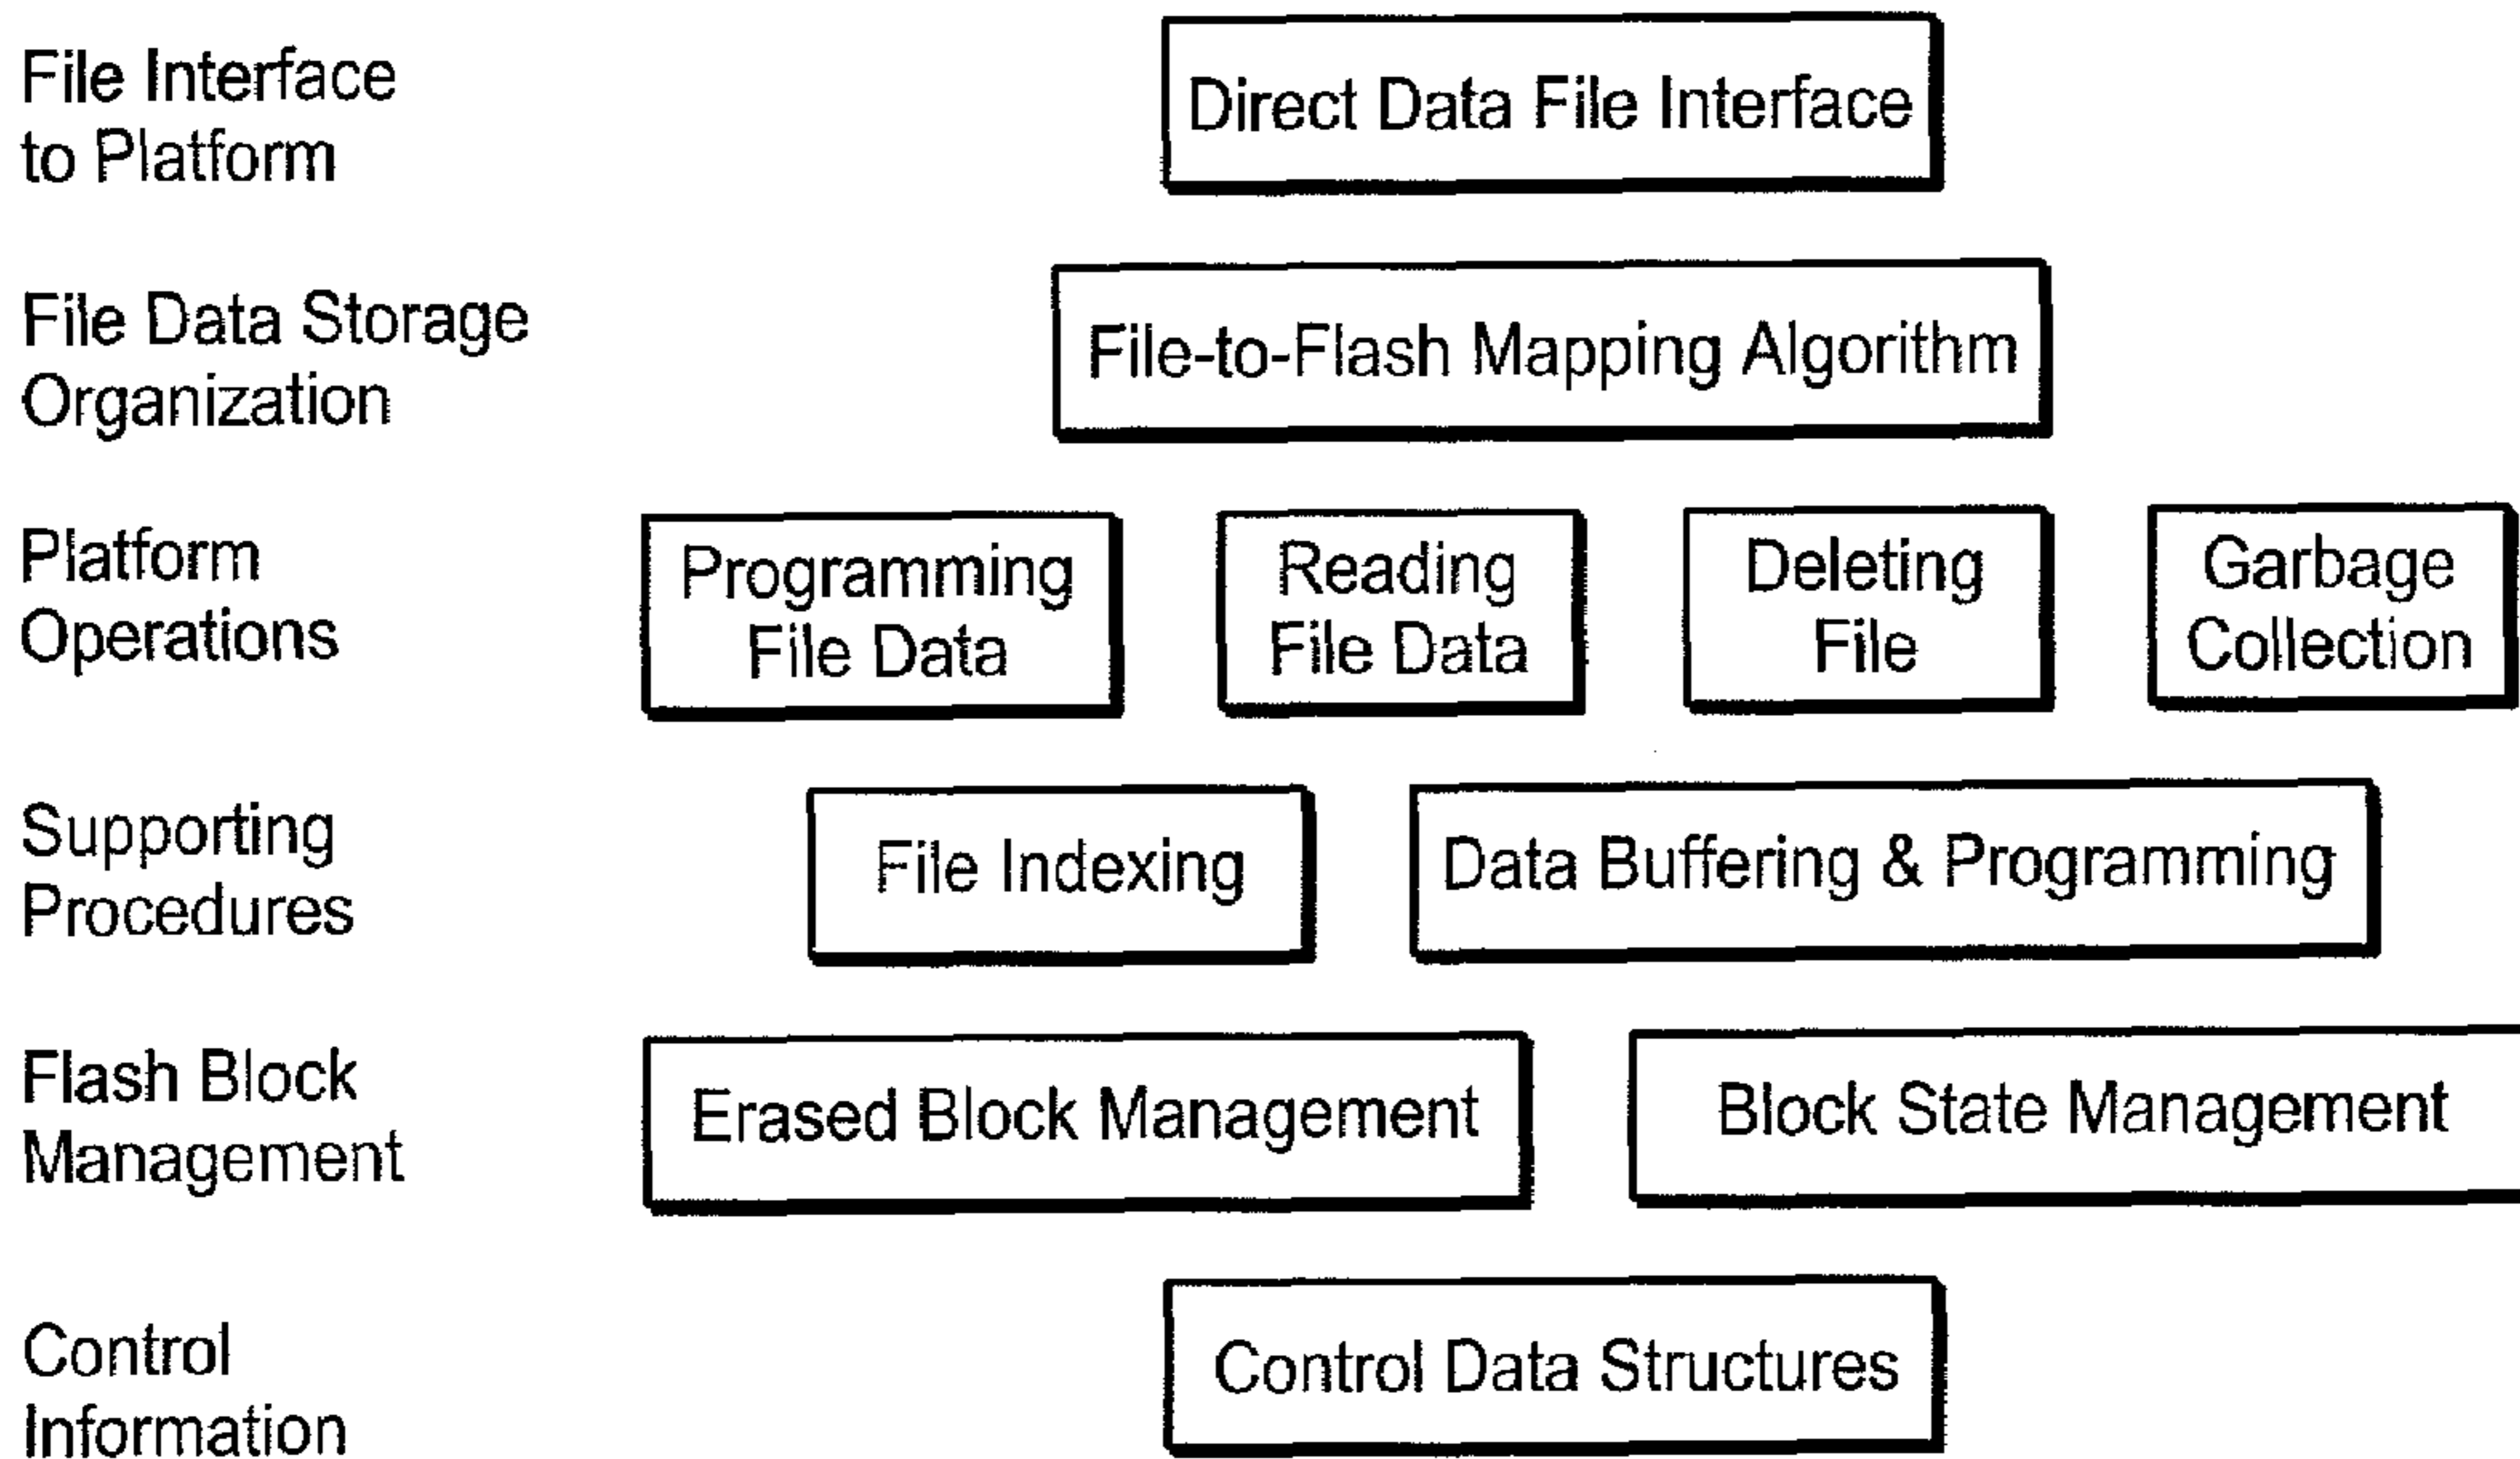 File Interface
to Platform
Direct Data File Interface
File Data Storage
Organization
File-to-Flash Mapping Algorithm
Platform
Operations
Programming
File Data
Reading
File Data
Deleting
File
Garbage
Collection
Supporting
Procedures
File Indexing
Data Buffering & Programming
Flash Block
Management
Erased Block Management
Block State Management
Control
Information
Control Data Structures